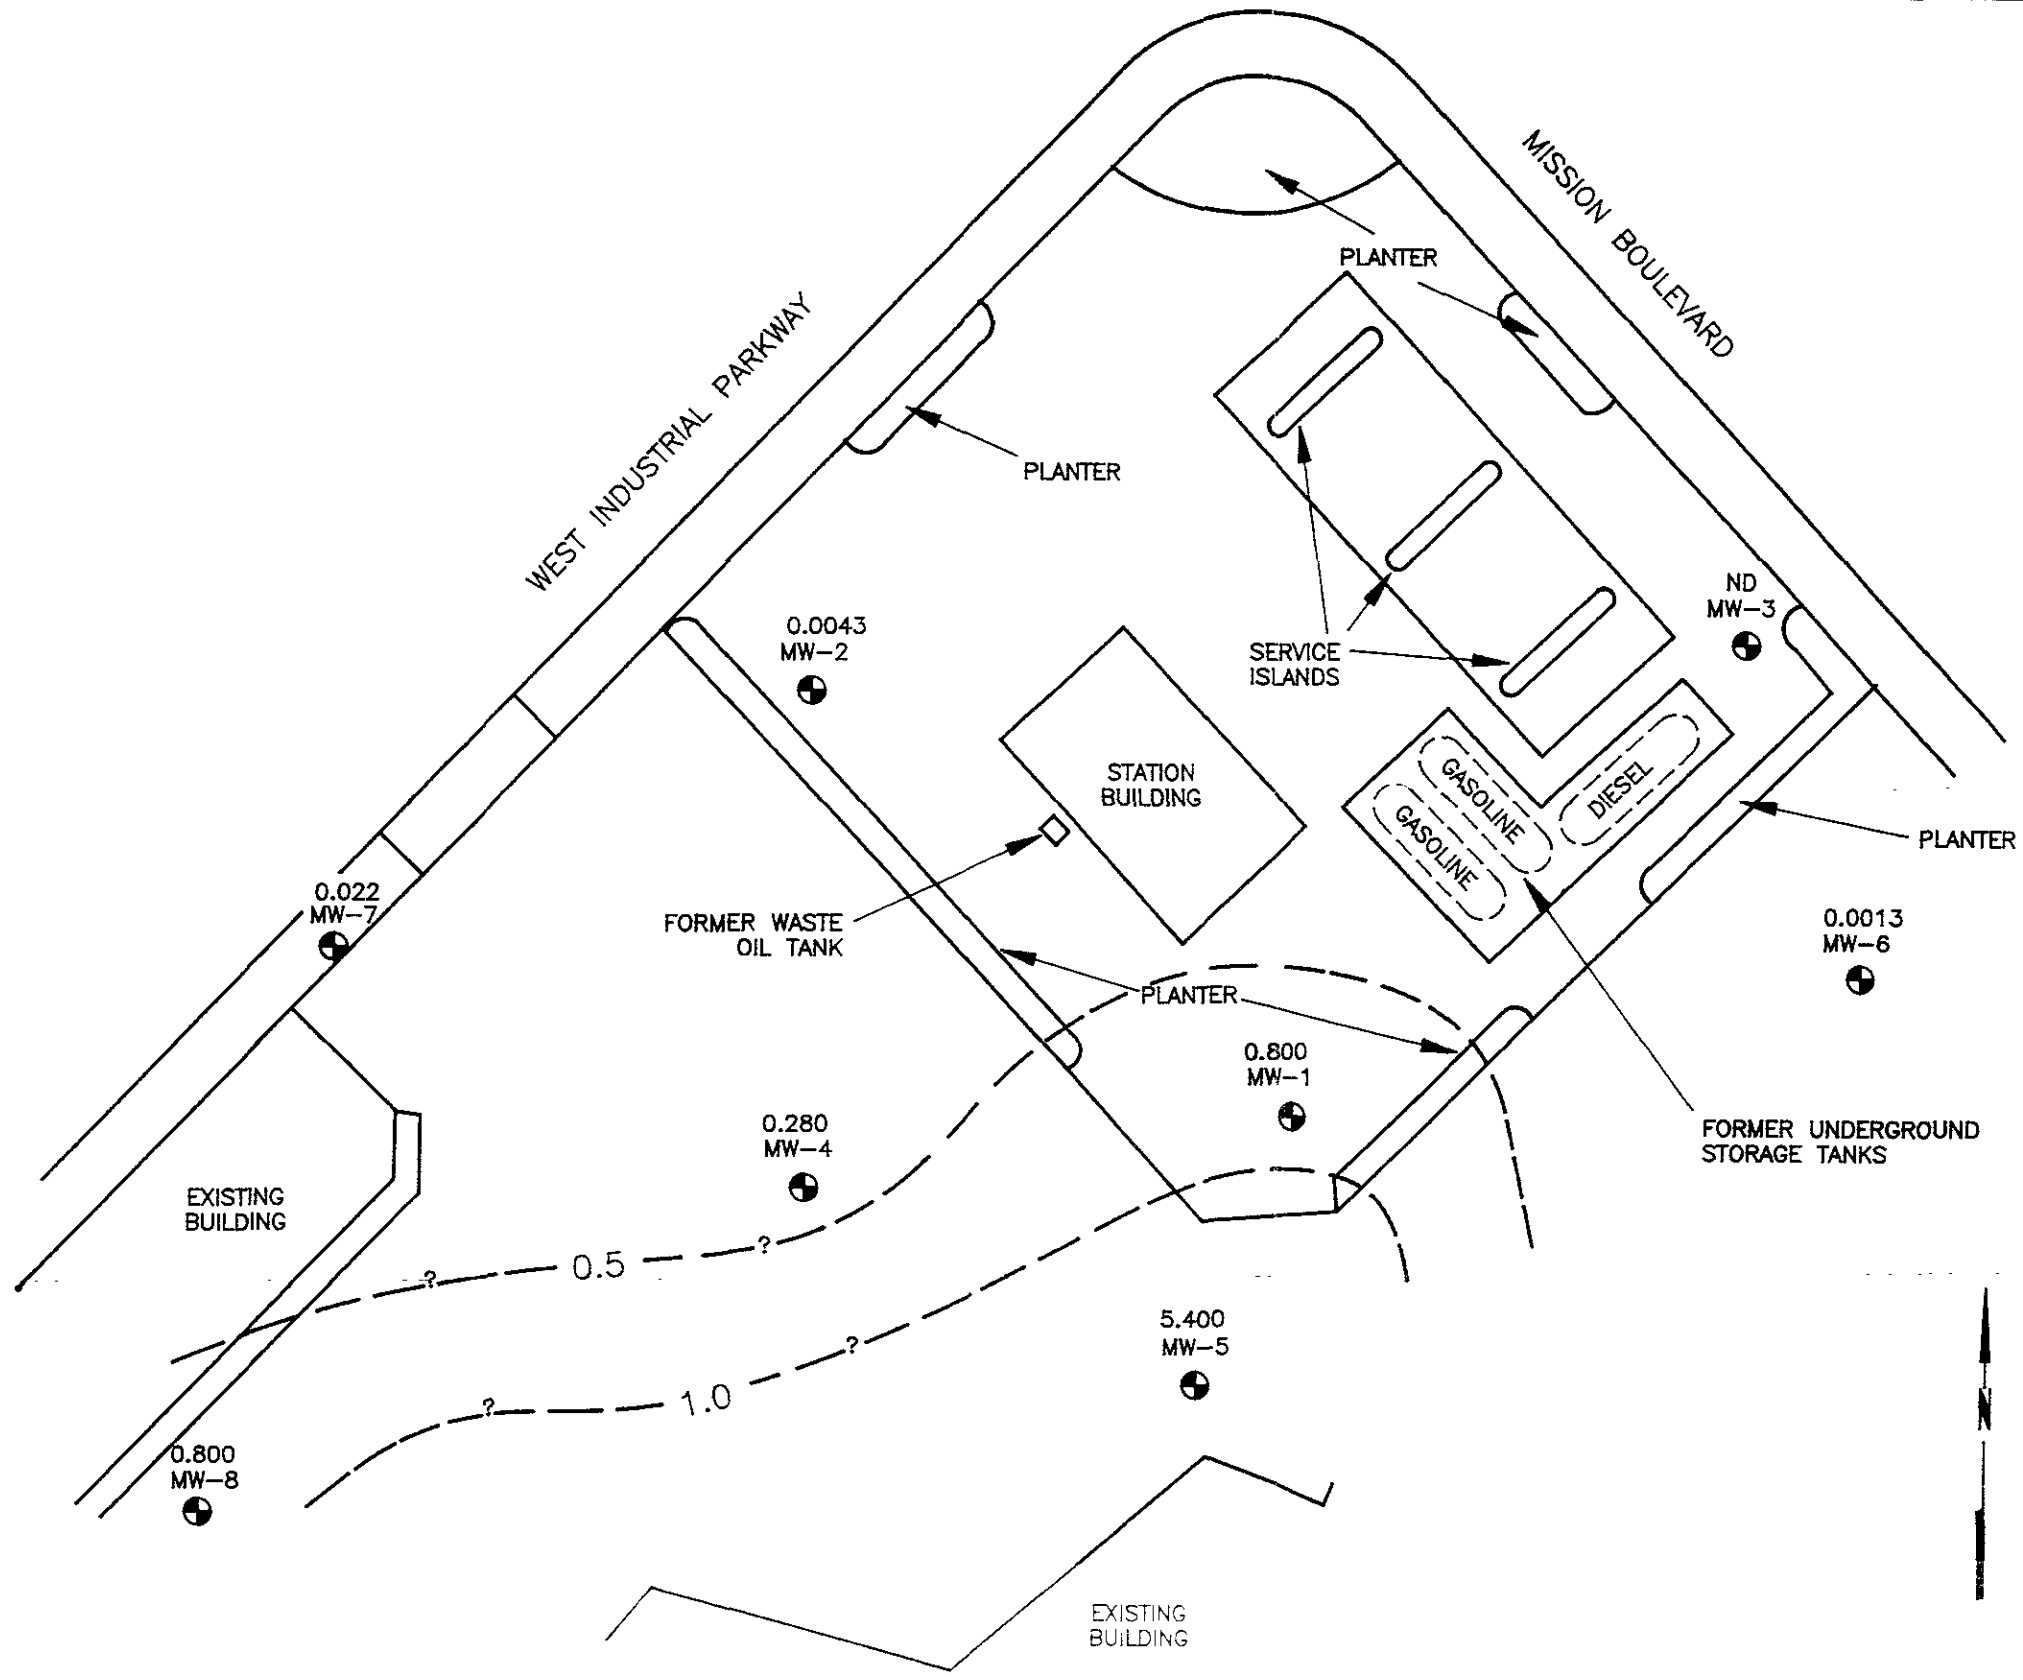 MISSION BOULEVARD
PLANTER
WEST INDUSTRIAL PARKWAY
PLANTER
ND
MW-3
0.0043
MW-2
SERVICE
ISLANDS
STATION
BUILDING
GASOLINE
GASOLINE
DIESEL
PLANTER
0.022
MW-7
FORMER WASTE
OIL TANK
0.0013
MW-6
PLANTER
0.800
MW-1
0.280
MW-4
FORMER UNDERGROUND
STORAGE TANKS
EXISTING
BUILDING
? 0.5 ?
5.400
MW-5
?
? 1.0
N
0.800
MW-8
EXISTING
BUILDING